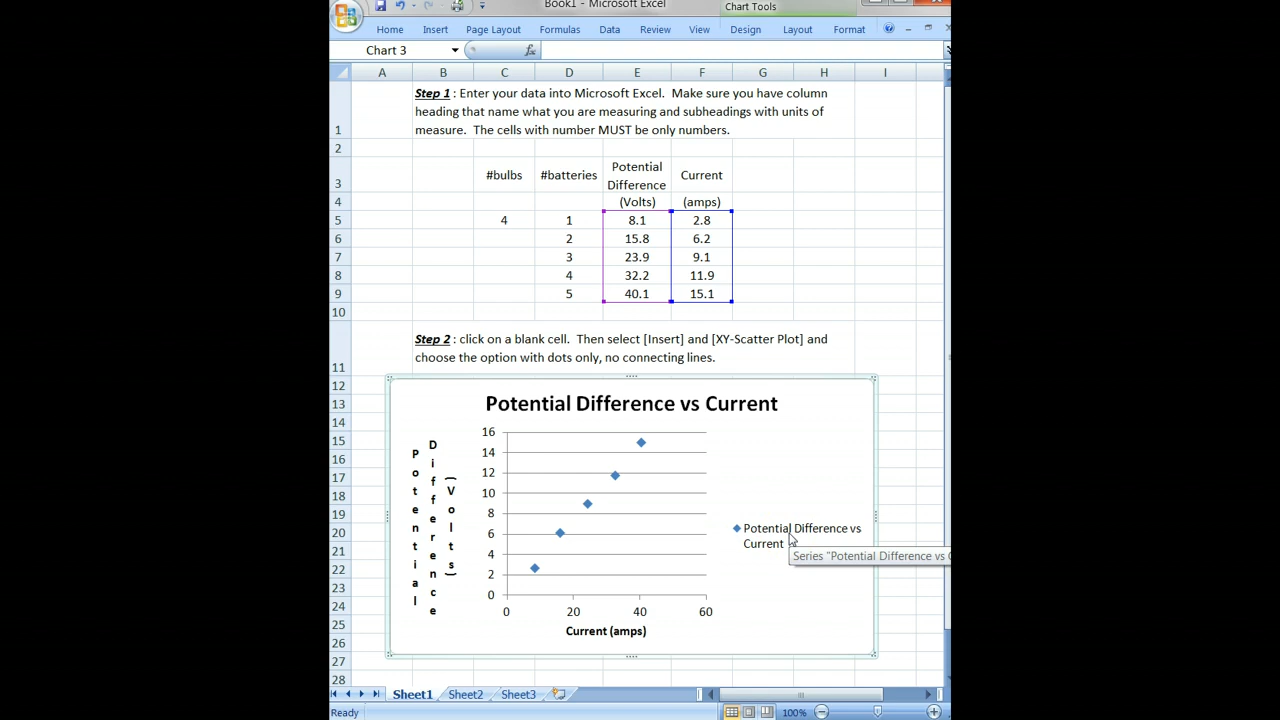 Book1 - Microsoft Excel
Chart Tools
Home Insert Page Layout Formulas Data Review View Design Layout Format
Chart 3 fx
A B C D E F G H I
Step 1 : Enter your data into Microsoft Excel. Make sure you have column
heading that name what you are measuring and subheadings with units of
1 measure. The cells with number MUST be only numbers.
2
Potential
3 #bulbs #batteries Difference Current
4 (Volts) (amps)
5 4 1 8.1 2.8
6 2 15.8 6.2
7 3 23.9 9.1
8 4 32.2 11.9
9 5 40.1 15.1
10
Step 2 : click on a blank cell. Then select [Insert] and [XY-Scatter Plot] and
11 choose the option with dots only, no connecting lines.
12
13
14
15
16
17
18
19
20
21
22
23
24
25
26
27
28
Potential Difference vs Current
Potential
Difference
(Volts)
16
14
12
10
8
6
4
2
0
0 20 40 60
Current (amps)
Potential Difference vs
Current
Series "Potential Difference vs
Sheet1 Sheet2 Sheet3
Ready 100%